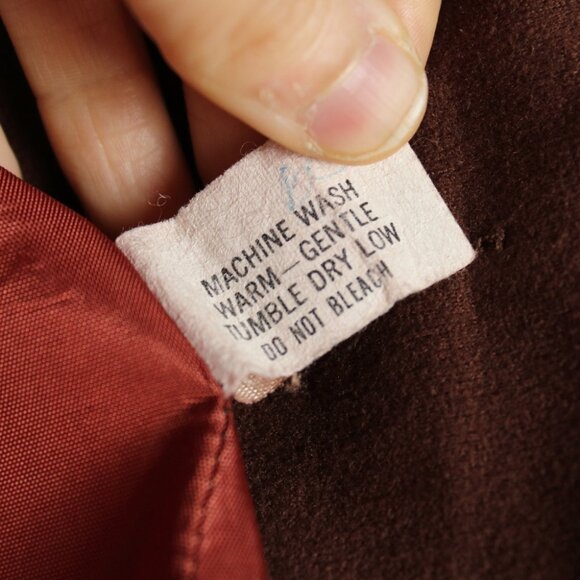 MACHINE WASH
WARM—GENTLE
TUMBLE DRY LOW
DO NOT BLEACH